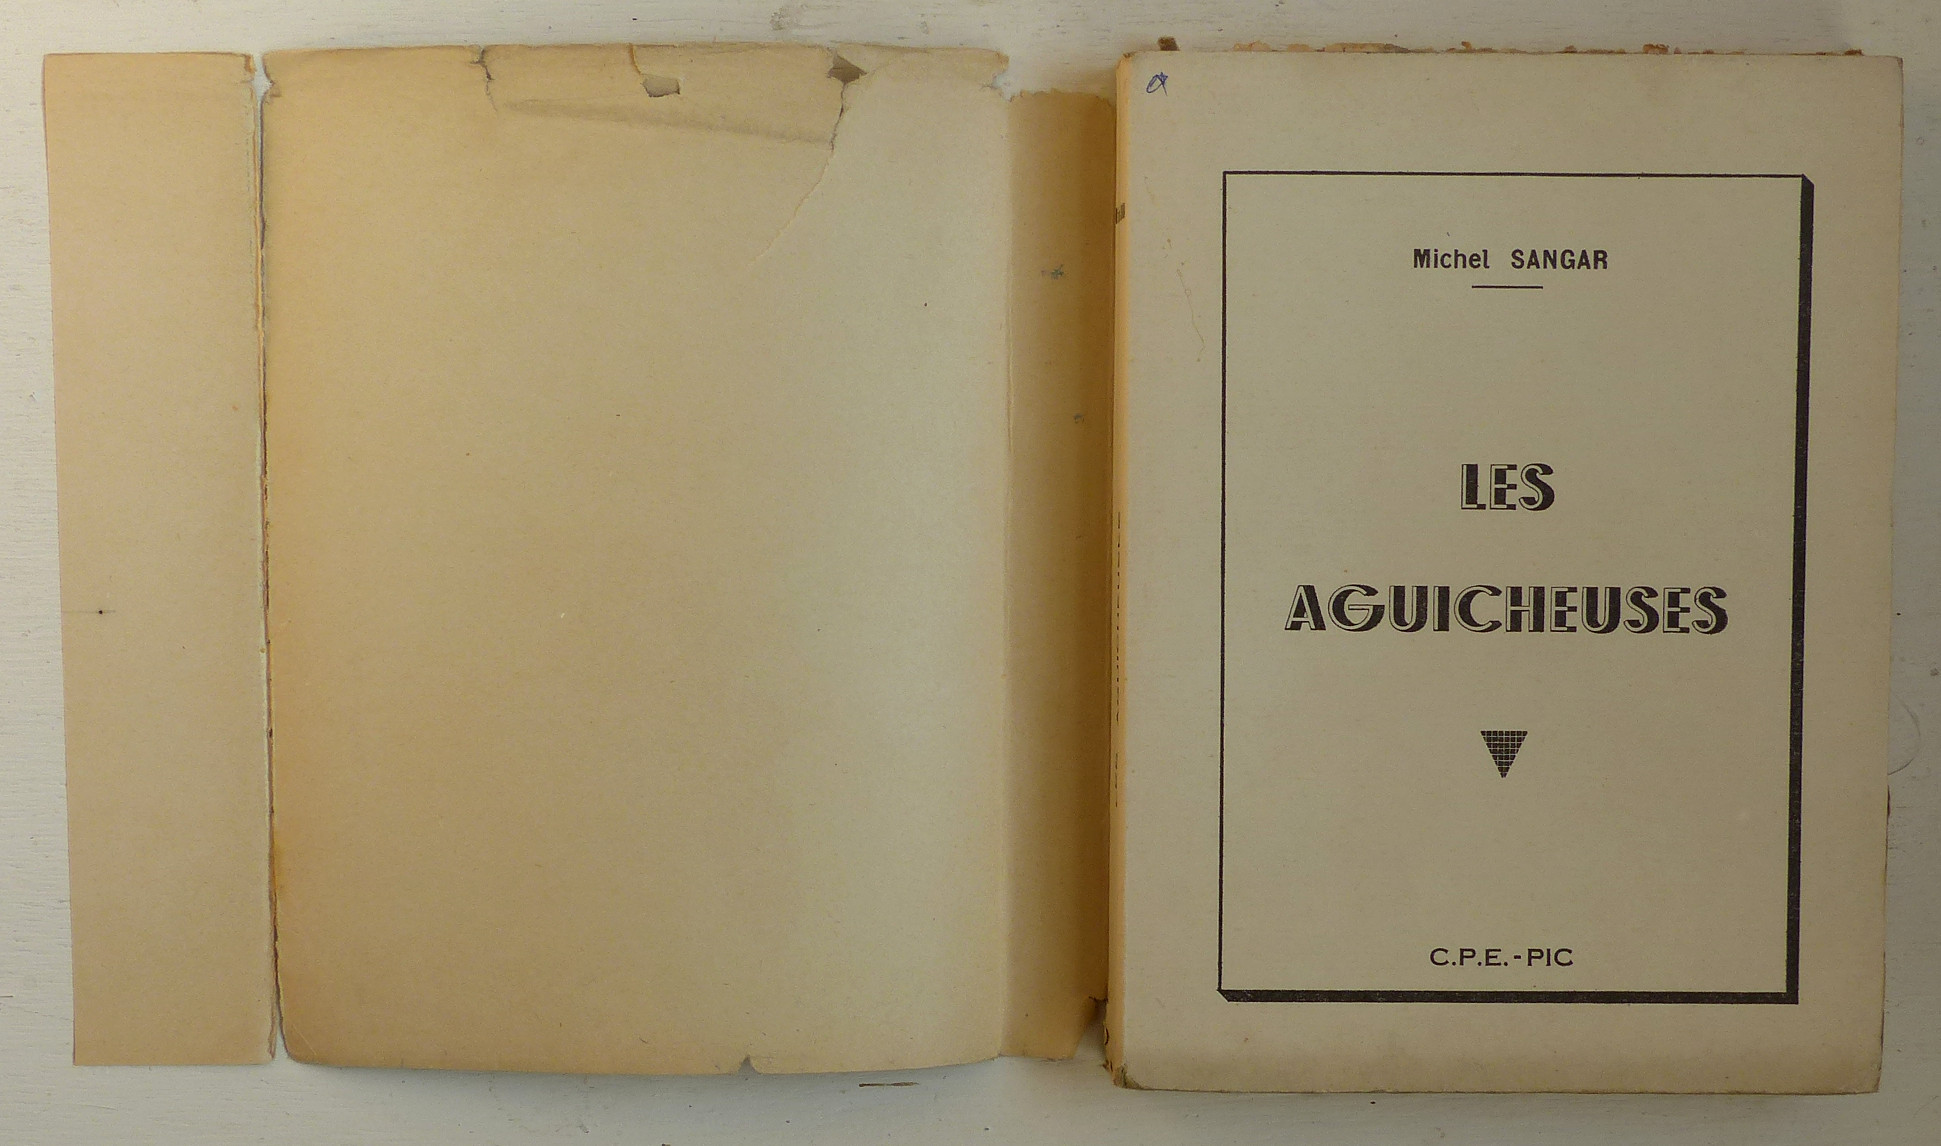 Michel SANGAR
LES
AGUICHEUSES
C.P.E.-PIC